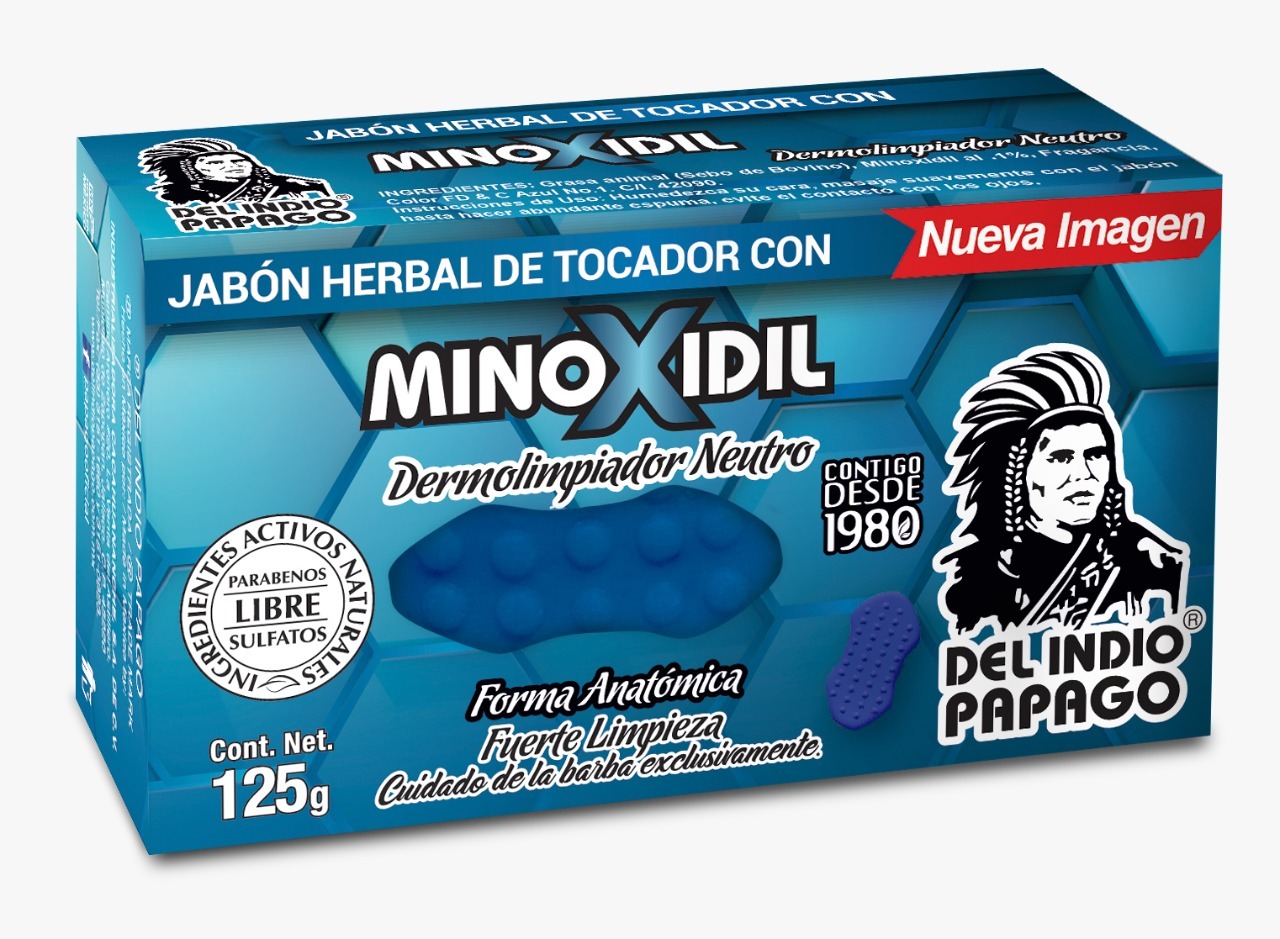 JABÓN HERBAL DE TOCADOR CON
MINOXIDIL
Dermolimpiador Neutro
DEL INDIO
PAPAGO
®
INGREDIENTES: Grasa animal (Sebo de Bovino), Minoxidil al .1%, Fragancia,
Color FD & C Azul No.1, C/I. 42090.
Instrucciones de Uso: Humedezca su cara, masaje suavemente con el jabón
hasta hacer abundante espuma, evite el contacto con los ojos.
JABÓN HERBAL DE TOCADOR CON
Nueva Imagen
MINOXIDIL
Dermolimpiador Neutro
CONTIGO
DESDE
1980
INGREDIENTES ACTIVOS NATURALES
PARABENOS
LIBRE
SULFATOS
Forma Anatómica
Fuerte Limpieza
Cuidado de la barba exclusivamente.
Cont. Net.
125g
DEL INDIO
PAPAGO
®
® DEL INDIO PAPAGO